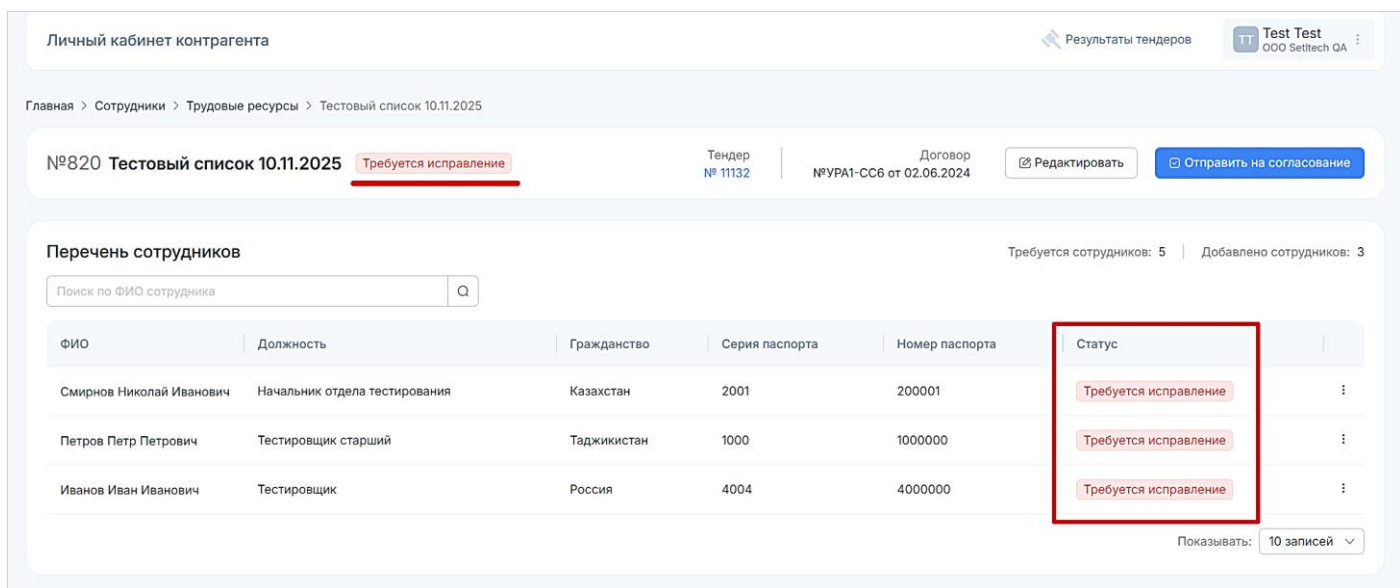 Личный кабинет контрагента
Результаты тендеров
TT
Test Test
ООО Setltech QA
Главная > Сотрудники > Трудовые ресурсы > Тестовый список 10.11.2025
№820 Тестовый список 10.11.2025 Требуется исправление
Тендер
№ 11132
Договор
№УРА1-СС6 от 02.06.2024
Редактировать
Отправить на согласование
Перечень сотрудников
Требуется сотрудников: 5
Добавлено сотрудников: 3
Поиск по ФИО сотрудника
ФИО Должность Гражданство Серия паспорта Номер паспорта Статус
Смирнов Николай Иванович Начальник отдела тестирования Казахстан 2001 200001 Требуется исправление
Петров Петр Петрович Тестировщик старший Таджикистан 1000 1000000 Требуется исправление
Иванов Иван Иванович Тестировщик Россия 4004 4000000 Требуется исправление
Показывать: 10 записей